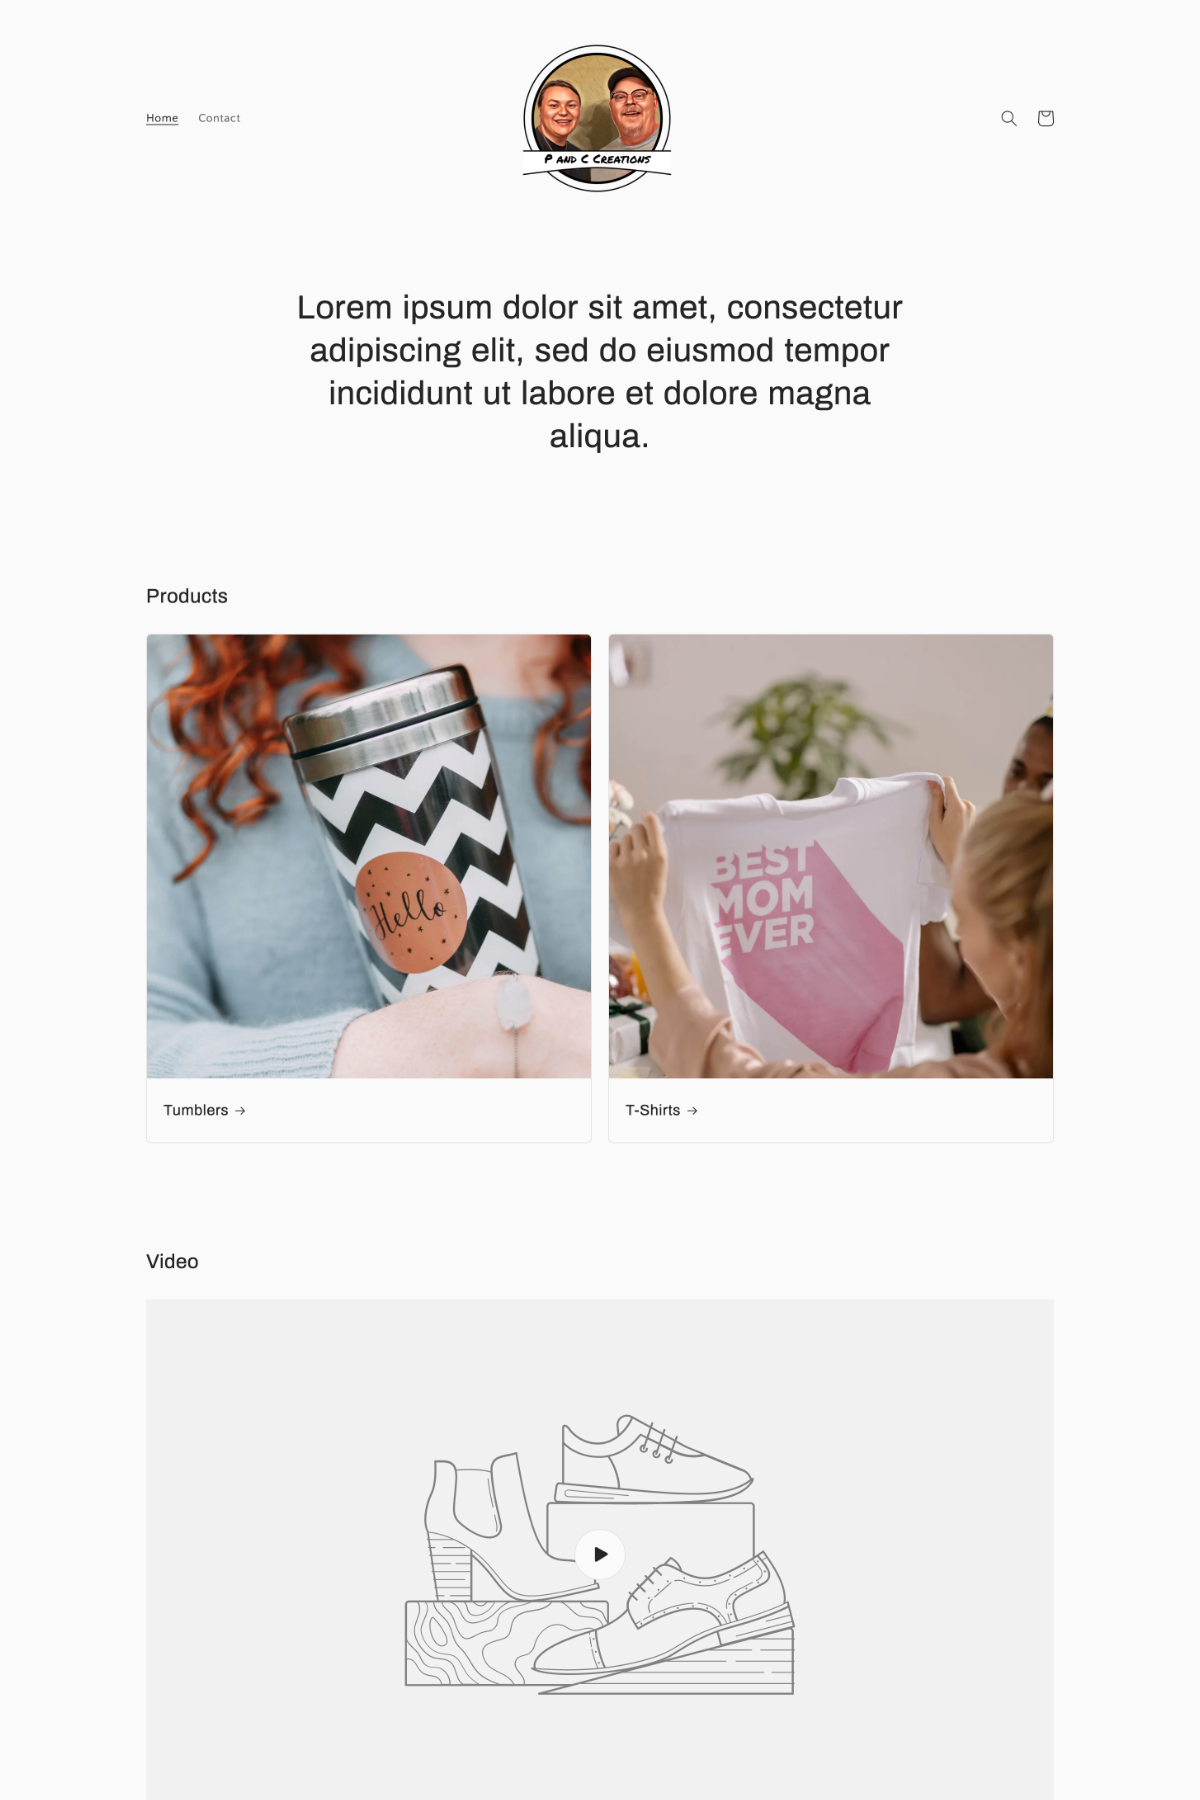 Home
Contact
P and C Creations
Lorem ipsum dolor sit amet, consectetur
adipiscing elit, sed do eiusmod tempor
incididunt ut labore et dolore magna
aliqua.
Products
Hello
BEST
MOM
EVER
Tumblers →
T-Shirts →
Video